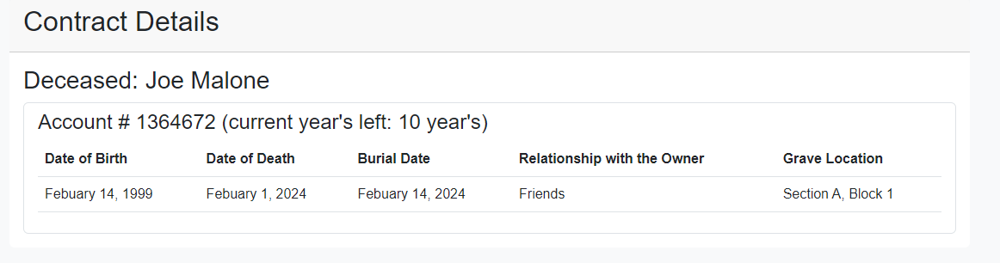 Contract Details
Deceased: Joe Malone
Account # 1364672 (current year's left: 10 year's)
Date of Birth Date of Death Burial Date Relationship with the Owner Grave Location
Febuary 14, 1999 Febuary 1, 2024 Febuary 14, 2024 Friends Section A, Block 1